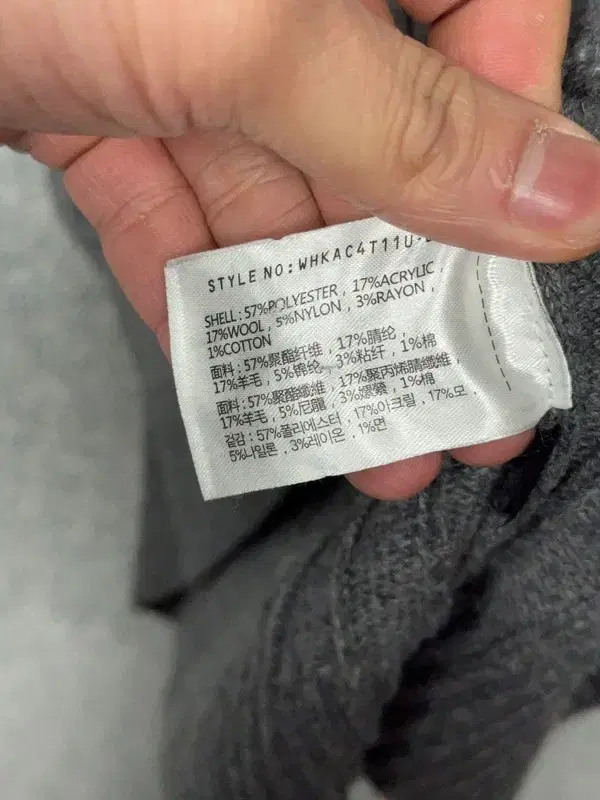 STYLE NO: WHKAC4T11U
SHELL : 57%POLYESTER , 17%ACRYLIC ,
17%WOOL , 5%NYLON , 3%RAYON ,
1%COTTON
面料 : 57%聚酯纤维 , 17%腈纶 ,
17%羊毛 , 5%锦纶 , 3%粘纤 , 1%棉
面料 : 57%聚酯纖維 , 17%聚丙烯腈纖維 ,
17%羊毛 , 5%尼龍 , 3%嫘縈 , 1%棉
겉감 : 57%폴리에스터 , 17%아크릴 , 17%모 ,
5%나일론 , 3%레이온 , 1%면